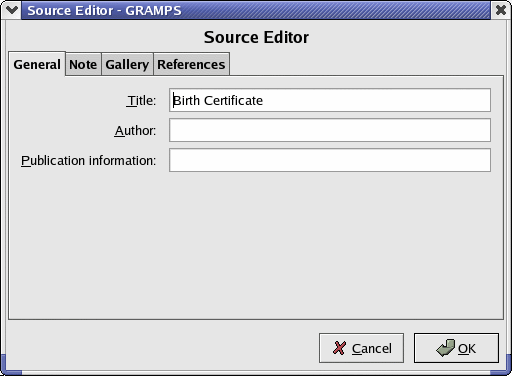 Source Editor - GRAMPS
Source Editor
General Note Gallery References
Title: Birth Certificate
Author:
Publication information:
Cancel OK